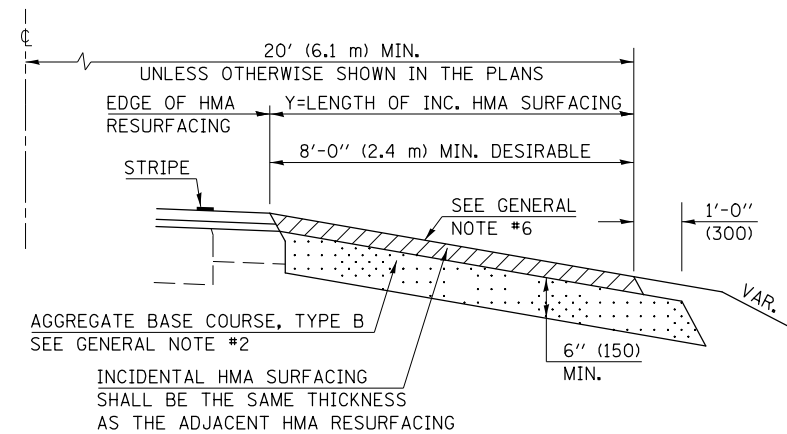 ℄
20' (6.1 m) MIN.
UNLESS OTHERWISE SHOWN IN THE PLANS
EDGE OF HMA
RESURFACING
Y=LENGTH OF INC. HMA SURFACING
8'-0" (2.4 m) MIN. DESIRABLE
STRIPE
SEE GENERAL
NOTE #6
1'-0"
(300)
VAR.
AGGREGATE BASE COURSE, TYPE B
SEE GENERAL NOTE #2
6" (150)
MIN.
INCIDENTAL HMA SURFACING
SHALL BE THE SAME THICKNESS
AS THE ADJACENT HMA RESURFACING